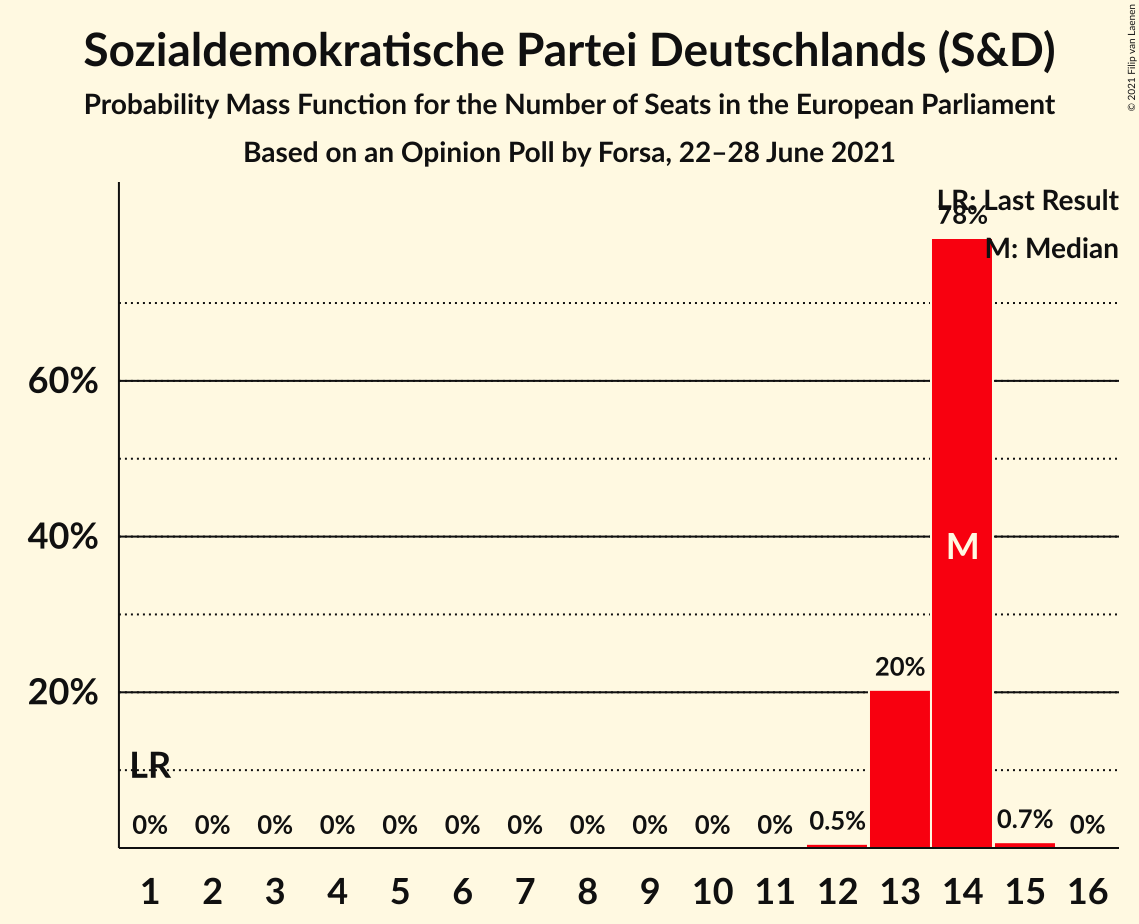 Sozialdemokratische Partei Deutschlands (S&D)
Probability Mass Function for the Number of Seats in the European Parliament
Based on an Opinion Poll by Forsa, 22–28 June 2021
© 2021 Filip van Laenen
LR: Last Result
M: Median
78%
60%
40%
M
20%
20%
LR
0% 0% 0% 0% 0% 0% 0% 0% 0% 0% 0% 0.5% 0.7% 0%
1 2 3 4 5 6 7 8 9 10 11 12 13 14 15 16